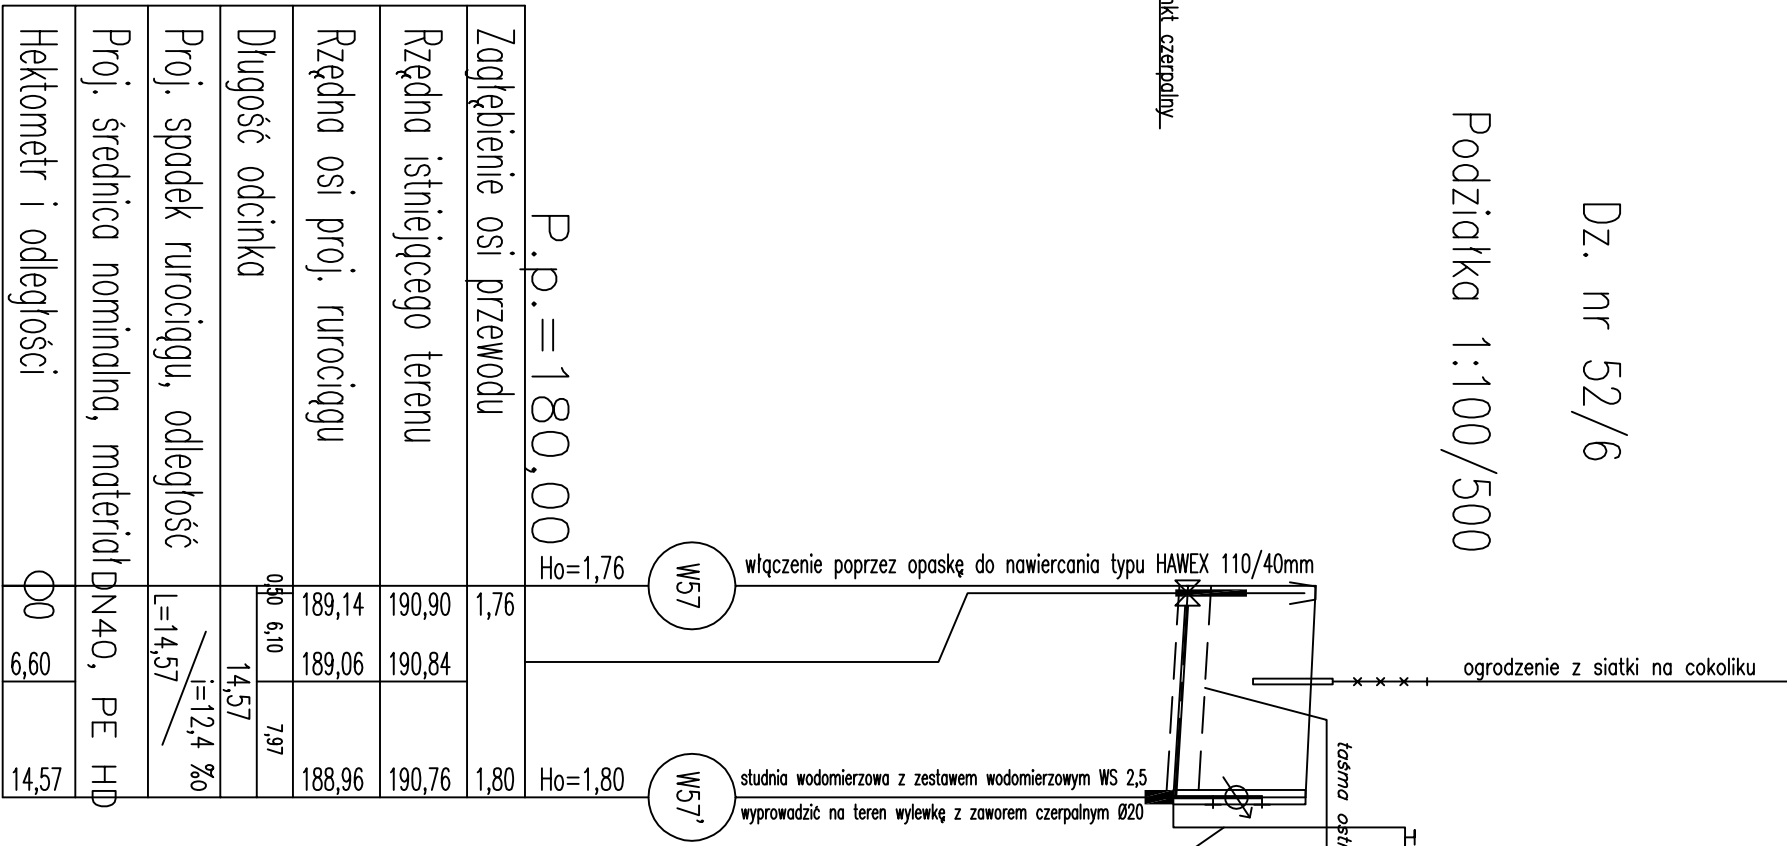 Dz. nr 52/6
Podziałka 1:100/500
czerpalny
P.p.=180,00
Ho=1,76
W57
włączenie poprzez opaskę do nawiercania typu HAWEX 110/40mm
ogrodzenie z siatki na cokoliku
taśma
Ho=1,80
W57'
studnia wodomierzowa z zestawem wodomierzowym WS 2,5
wyprowadzić na teren wylewkę z zaworem czerpalnym Ø20
Zagłębienie osi przewodu
1,76
1,80
Rzędna istniejącego terenu
190,90
190,84
190,76
Rzędna osi proj. rurociągu
189,14
189,06
188,96
Długość odcinka
0,50
6,10
7,97
14,57
Proj. spadek rurociągu, odległość
i=12,4 ‰
L=14,57
Proj. średnica nominalna, materiał
DN40, PE HD
Hektometr i odległości
00
6,60
14,57